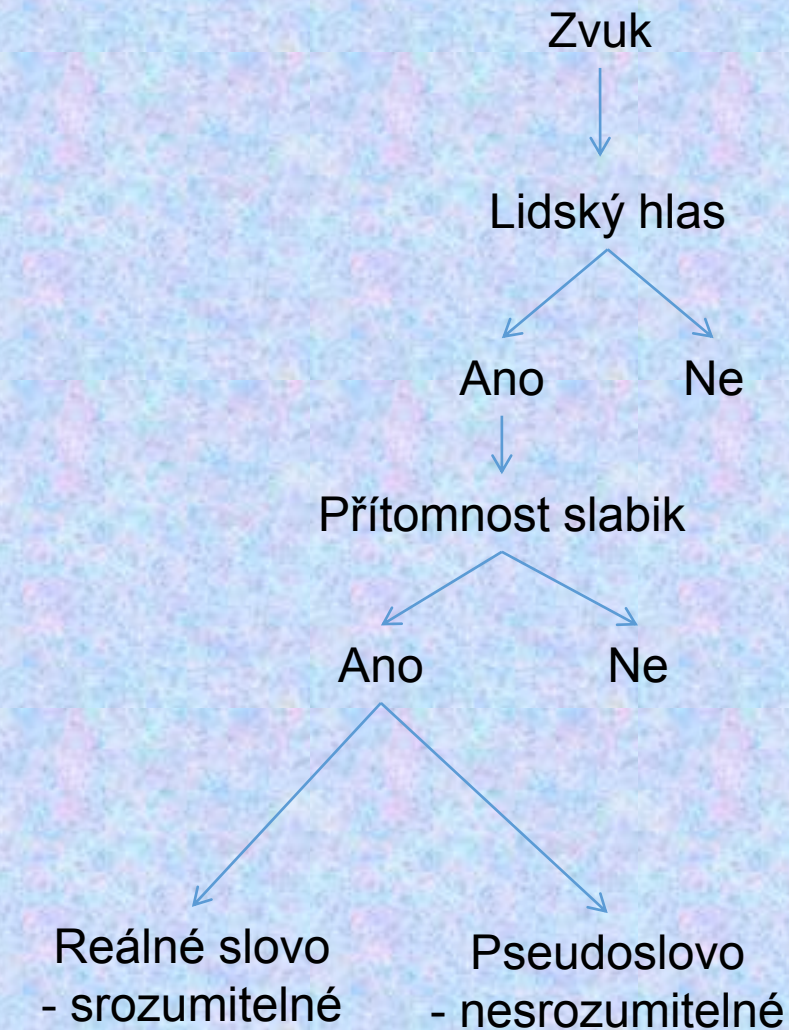 Zvuk
Lidský hlas
Ano
Ne
Přítomnost slabik
Ano
Ne
Reálné slovo
- srozumitelné
Pseudoslovo
- nesrozumitelné